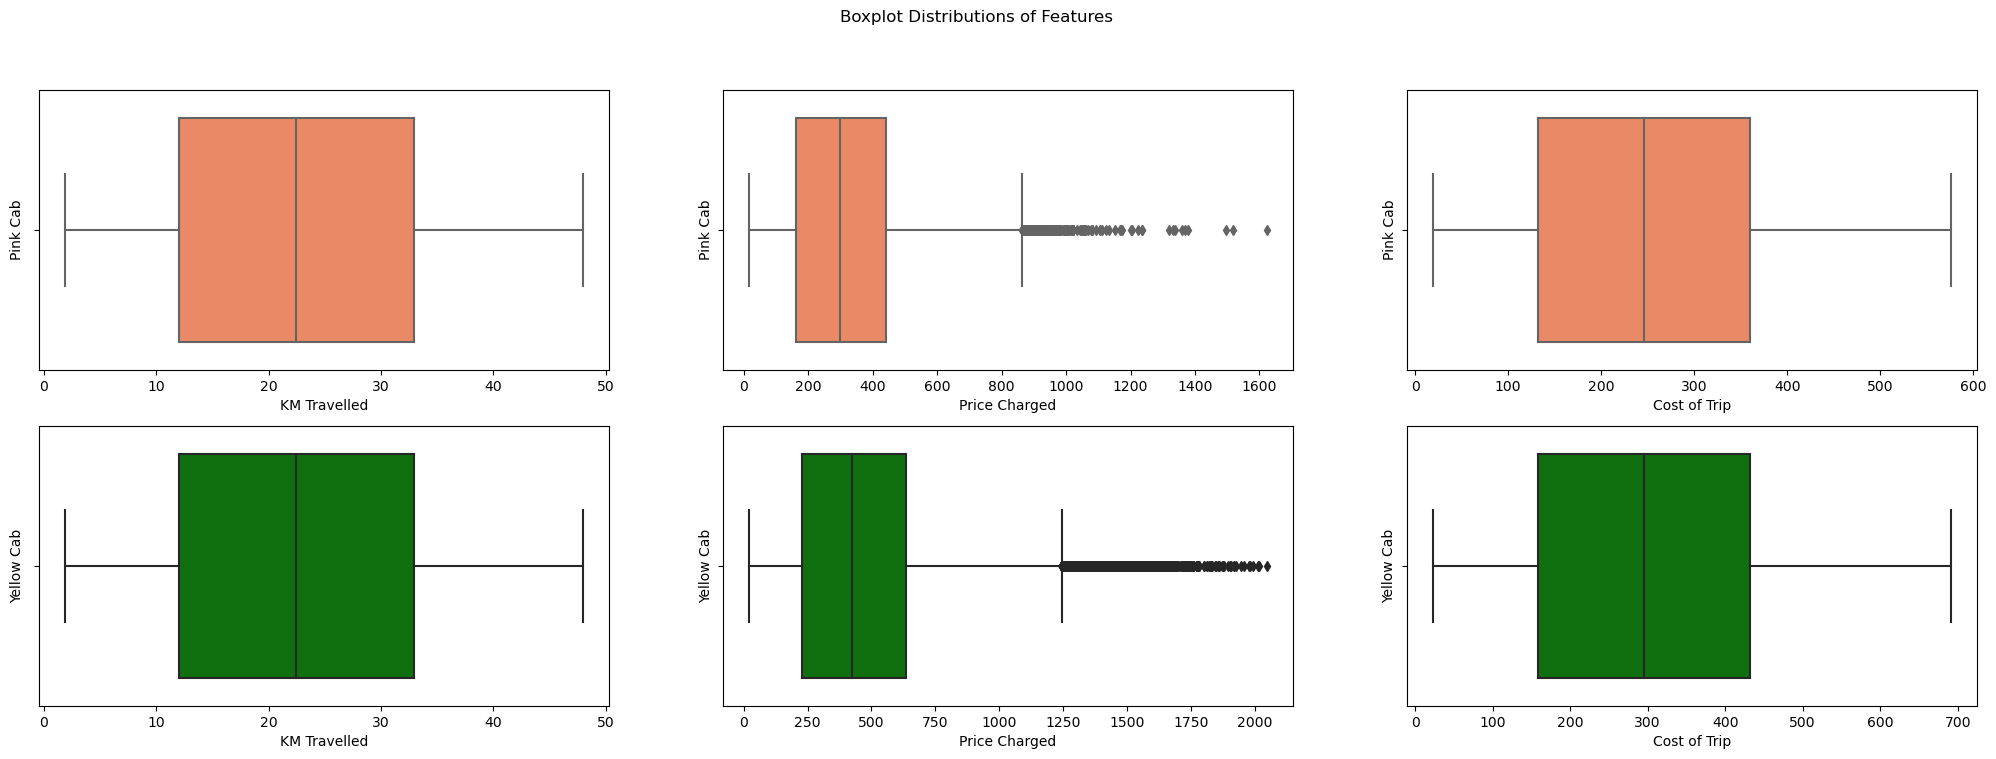 Boxplot Distributions of Features
Pink Cab
0 10 20 30 40 50
KM Travelled
Pink Cab
0 200 400 600 800 1000 1200 1400 1600
Price Charged
Pink Cab
0 100 200 300 400 500 600
Cost of Trip
Yellow Cab
0 10 20 30 40 50
KM Travelled
Yellow Cab
0 250 500 750 1000 1250 1500 1750 2000
Price Charged
Yellow Cab
0 100 200 300 400 500 600 700
Cost of Trip